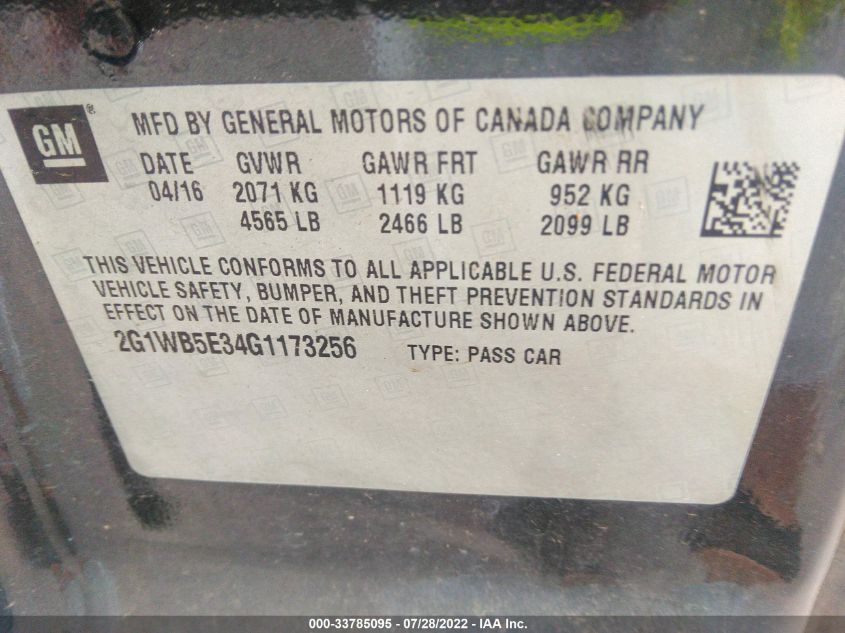 GM ® MFD BY GENERAL MOTORS OF CANADA COMPANY
DATE GVWR GAWR FRT GAWR RR
04/16 2071 KG 1119 KG 952 KG
4565 LB 2466 LB 2099 LB
THIS VEHICLE CONFORMS TO ALL APPLICABLE U.S. FEDERAL MOTOR
VEHICLE SAFETY, BUMPER, AND THEFT PREVENTION STANDARDS IN
EFFECT ON THE DATE OF MANUFACTURE SHOWN ABOVE.
2G1WB5E34G1173256 TYPE: PASS CAR
000-33785095 - 07/28/2022 - IAA Inc.